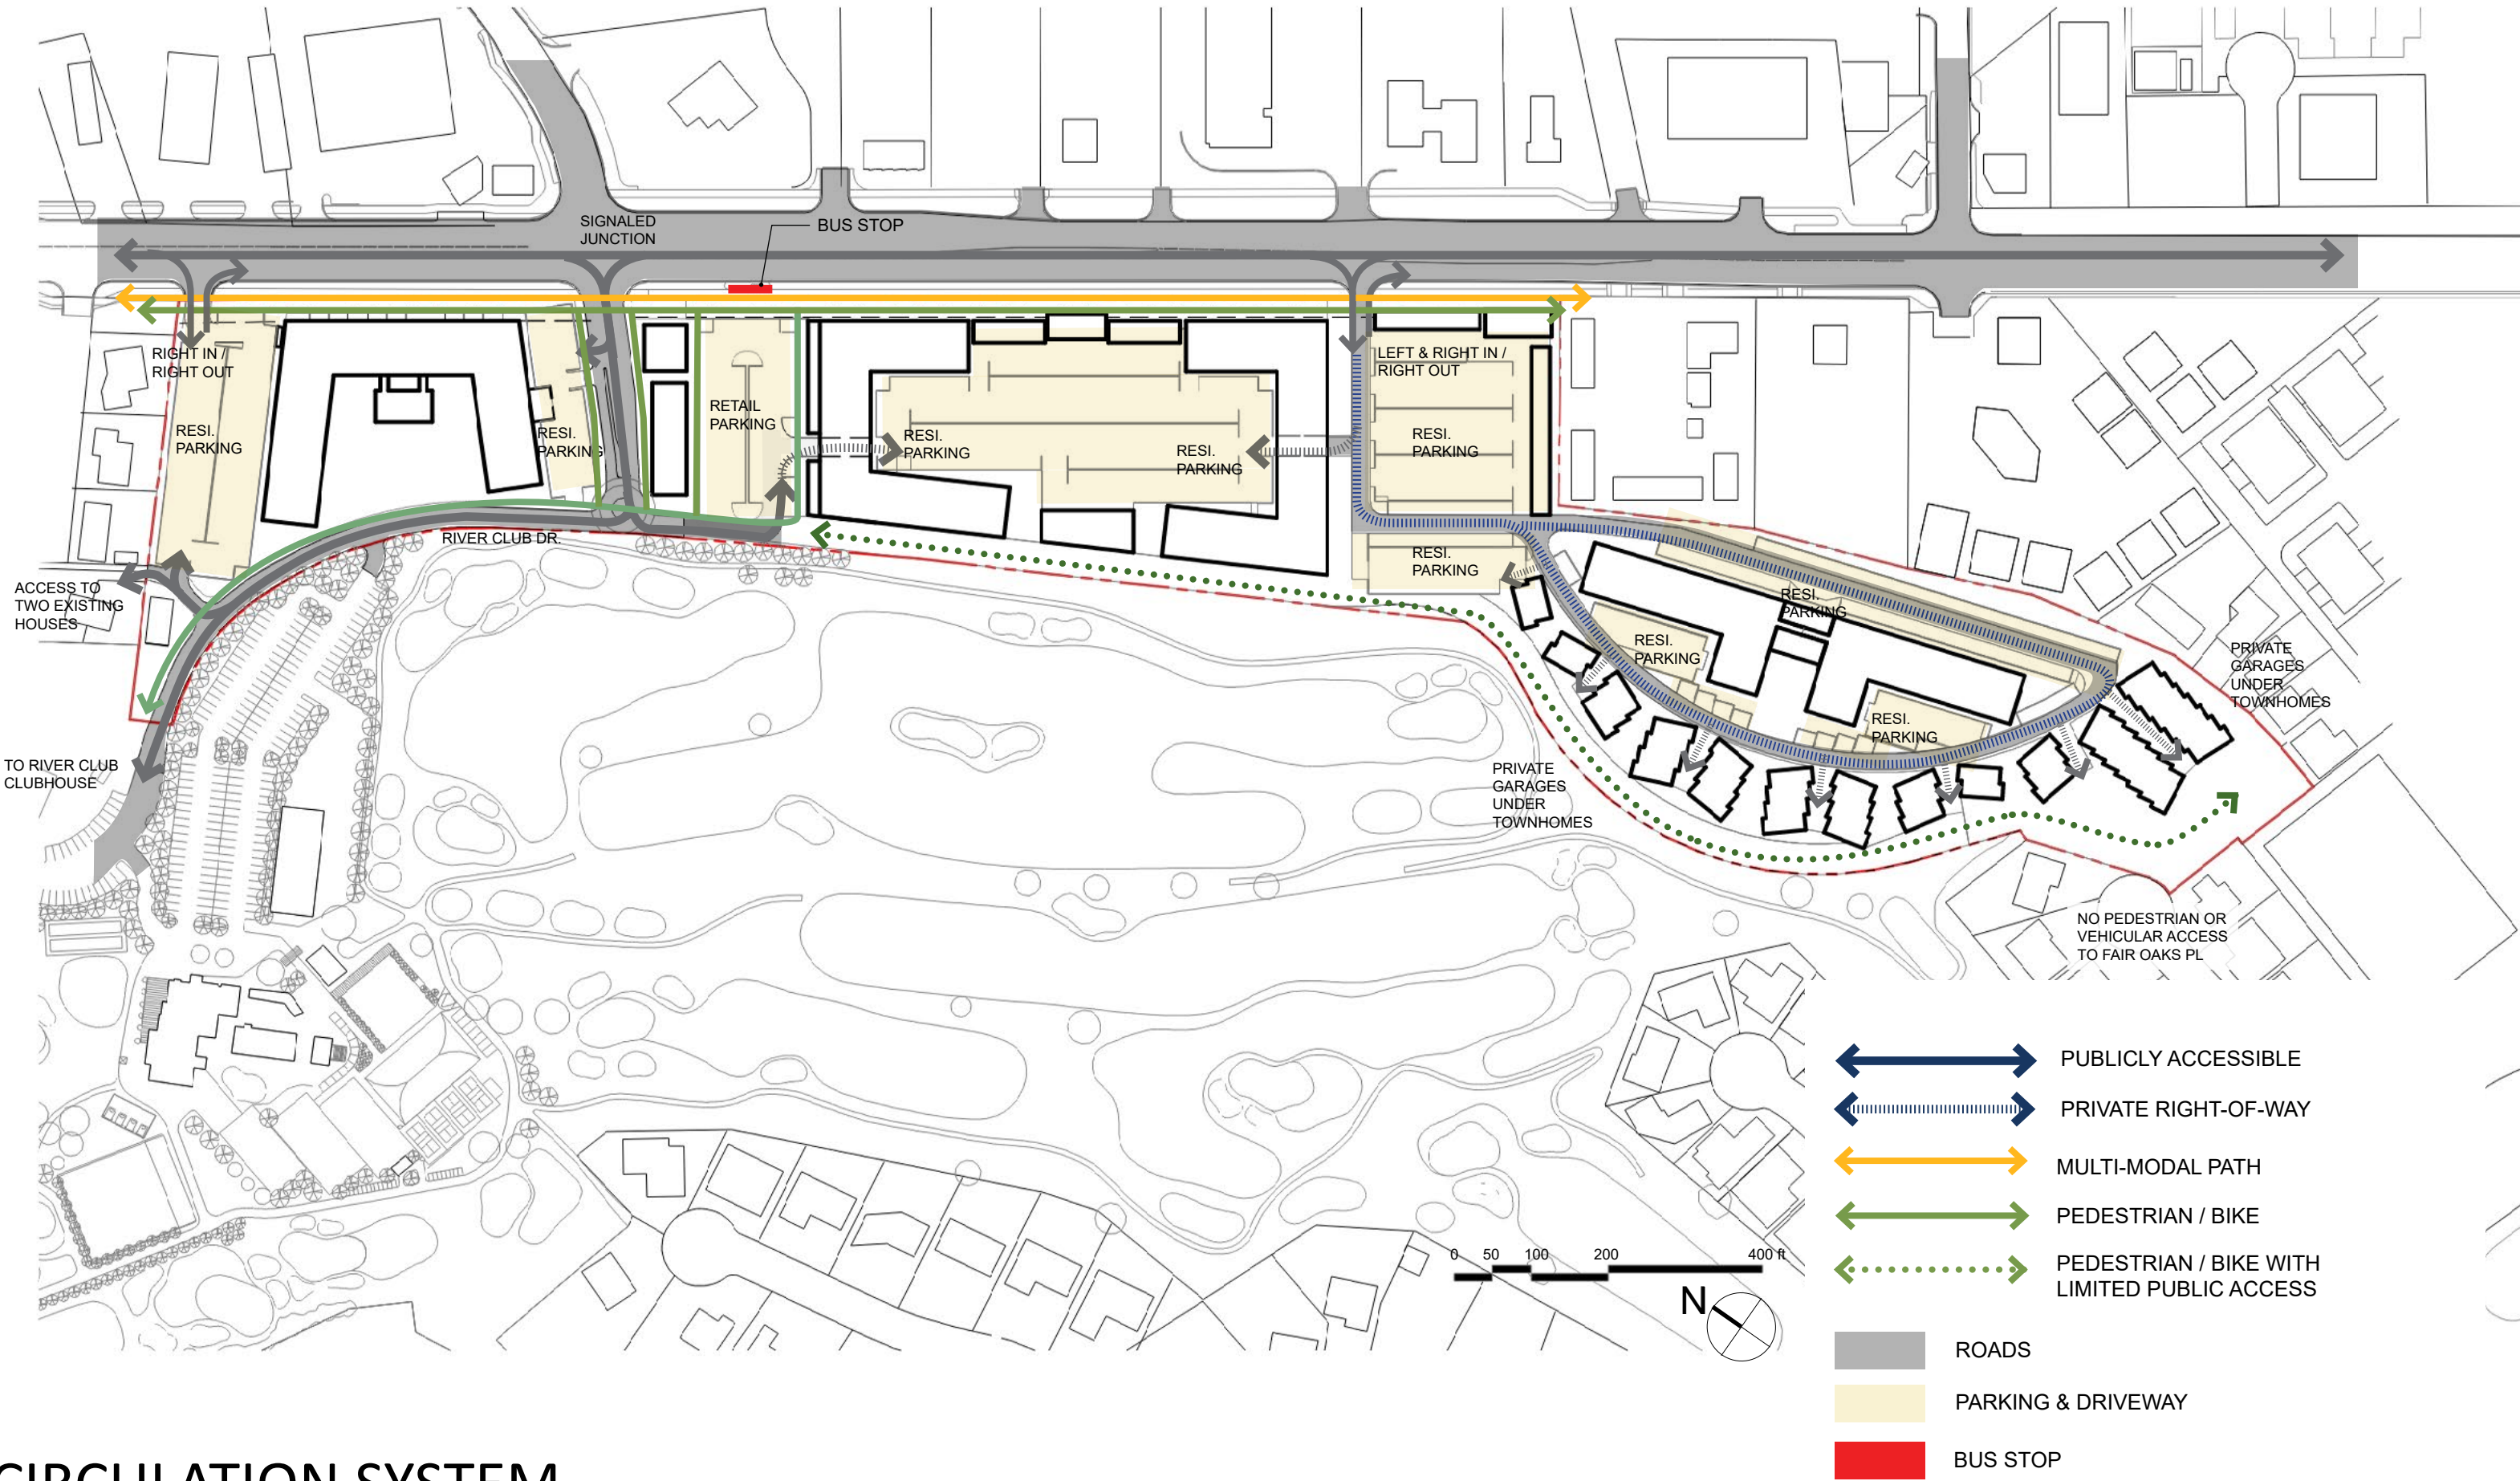 SIGNALED
JUNCTION
BUS STOP
RIGHT IN /
RIGHT OUT
LEFT & RIGHT IN /
RIGHT OUT
RETAIL
PARKING
RESI.
PARKING
RESI.
PARKING
RESI.
PARKING
RESI.
PARKING
RESI.
PARKING
RIVER CLUB DR.
RESI.
PARKING
ACCESS TO
TWO EXISTING
HOUSES
RESI.
PARKING
RESI.
PARKING
PRIVATE
GARAGES
UNDER
TOWNHOMES
RESI.
PARKING
TO RIVER CLUB
CLUBHOUSE
PRIVATE
GARAGES
UNDER
TOWNHOMES
NO PEDESTRIAN OR
VEHICULAR ACCESS
TO FAIR OAKS PL
PUBLICLY ACCESSIBLE
PRIVATE RIGHT-OF-WAY
MULTI-MODAL PATH
PEDESTRIAN / BIKE
PEDESTRIAN / BIKE WITH
LIMITED PUBLIC ACCESS
0 50 100 200 400 ft
N
ROADS
PARKING & DRIVEWAY
BUS STOP
CIRCULATION SYSTEM